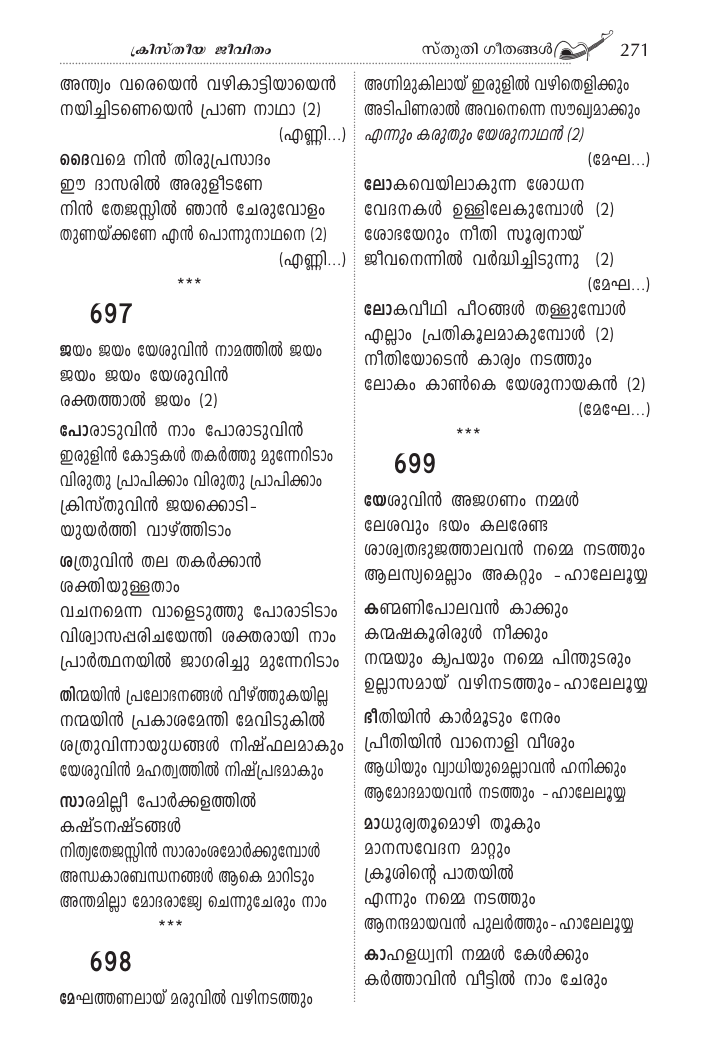 ക്രിസ്തീയ ജീവിതം
സ്തുതി ഗീതങ്ങൾ 271
അന്ത്യം വരെയെൻ വഴികാട്ടിയായെൻ
നയിച്ചിടണെയെൻ പ്രാണ നാഥാ (2)
(എണ്ണി...)
ദൈവമെ നിൻ തിരുപ്രസാദം
ഈ ദാസരിൽ അരുളീടണേ
നിൻ തേജസ്സിൽ ഞാൻ ചേരുവോളം
തുണയ്ക്കണേ എൻ പൊന്നുനാഥനെ (2)
(എണ്ണി...)
***
697
ജയം ജയം യേശുവിൻ നാമത്തിൽ ജയം
ജയം ജയം യേശുവിൻ
രക്തത്താൽ ജയം (2)
പോരാടുവിൻ നാം പോരാടുവിൻ
ഇരുളിൻ കോട്ടകൾ തകർത്തു മുന്നേറിടാം
വിരുതു പ്രാപിക്കാം വിരുതു പ്രാപിക്കാം
ക്രിസ്തുവിൻ ജയക്കൊടി-
യുയർത്തി വാഴ്ത്തിടാം
ശത്രുവിൻ തല തകർക്കാൻ
ശക്തിയുള്ളതാം
വചനമെന്ന വാളെടുത്തു പോരാടിടാം
വിശ്വാസപ്പരിചയേന്തി ശക്തരായി നാം
പ്രാർത്ഥനയിൽ ജാഗരിച്ചു മുന്നേറിടാം
തിന്മയിൻ പ്രലോഭനങ്ങൾ വീഴ്ത്തുകയില്ല
നന്മയിൻ പ്രകാശമേന്തി മേവിടുകിൽ
ശത്രുവിന്നായുധങ്ങൾ നിഷ്ഫലമാകും
യേശുവിൻ മഹത്വത്തിൽ നിഷ്പ്രഭമാകും
സാരമില്ലീ പോർക്കളത്തിൽ
കഷ്ടനഷ്ടങ്ങൾ
നിത്യതേജസ്സിൻ സാരാംശമോർക്കുമ്പോൾ
അന്ധകാരബന്ധനങ്ങൾ ആകെ മാറിടും
അന്തമില്ലാ മോദരാജ്യേ ചെന്നുചേരും നാം
***
698
മേഘത്തണലായ് മരുവിൽ വഴിനടത്തും
അഗ്നിമുകിലായ് ഇരുളിൽ വഴിതെളിക്കും
അടിപിണരാൽ അവനെന്നെ സൗഖ്യമാക്കും
എന്നും കരുതും യേശുനാഥൻ (2)
(മേഘ...)
ലോകവെയിലാകുന്ന ശോധന
വേദനകൾ ഉള്ളിലേകുമ്പോൾ (2)
ശോഭയേറും നീതി സൂര്യനായ്
ജീവനെന്നിൽ വർദ്ധിച്ചിടുന്നു (2)
(മേഘ...)
ലോകവീഥി പീഠങ്ങൾ തള്ളുമ്പോൾ
എല്ലാം പ്രതികൂലമാകുമ്പോൾ (2)
നീതിയോടെൻ കാര്യം നടത്തും
ലോകം കാൺകെ യേശുനായകൻ (2)
(മേഘേ...)
***
699
യേശുവിൻ അജഗണം നമ്മൾ
ലേശവും ഭയം കലരേണ്ട
ശാശ്വതഭുജത്താലവൻ നമ്മെ നടത്തും
ആലസ്യമെല്ലാം അകറ്റും - ഹാലേലൂയ്യ
കണ്മണിപോലവൻ കാക്കും
കന്മഷകൂരിരുൾ നീക്കും
നന്മയും കൃപയും നമ്മെ പിന്തുടരും
ഉല്ലാസമായ് വഴിനടത്തും- ഹാലേലൂയ്യ
ഭീതിയിൻ കാർമൂടും നേരം
പ്രീതിയിൻ വാനൊളി വീശും
ആധിയും വ്യാധിയുമെല്ലാവൻ ഹനിക്കും
ആമോദമായവൻ നടത്തും -ഹാലേലൂയ്യ
മാധുര്യതൂമൊഴി തൂകും
മാനസവേദന മാറ്റും
ക്രൂശിന്റെ പാതയിൽ
എന്നും നമ്മെ നടത്തും
ആനന്ദമായവൻ പുലർത്തും-ഹാലേലൂയ്യ
കാഹളധ്വനി നമ്മൾ കേൾക്കും
കർത്താവിൻ വീട്ടിൽ നാം ചേരും